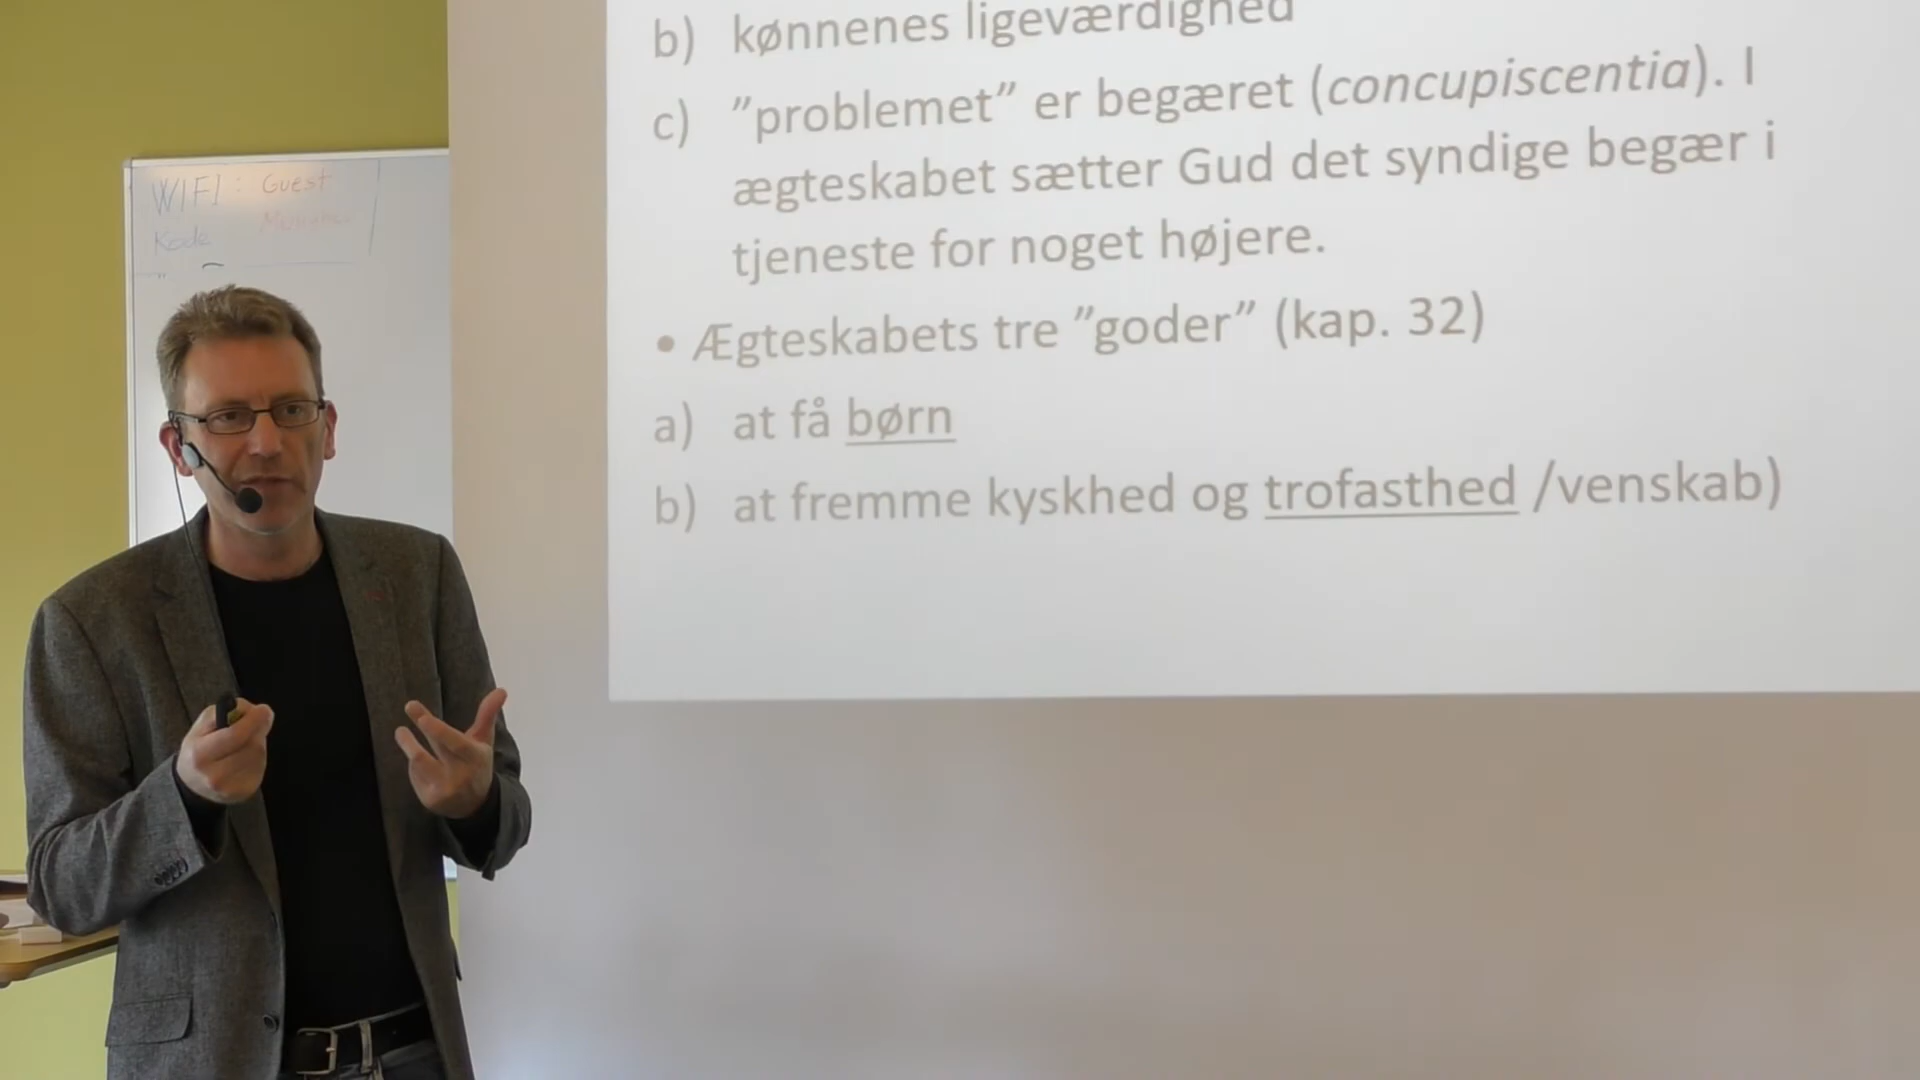 b) kønnenes ligeværdighed
c) ”problemet” er begæret (concupiscentia). I
ægteskabet sætter Gud det syndige begær i
tjeneste for noget højere.
• Ægteskabets tre ”goder” (kap. 32)
a) at få børn
b) at fremme kyskhed og trofasthed /venskab)
WIFI : Guest
Kode